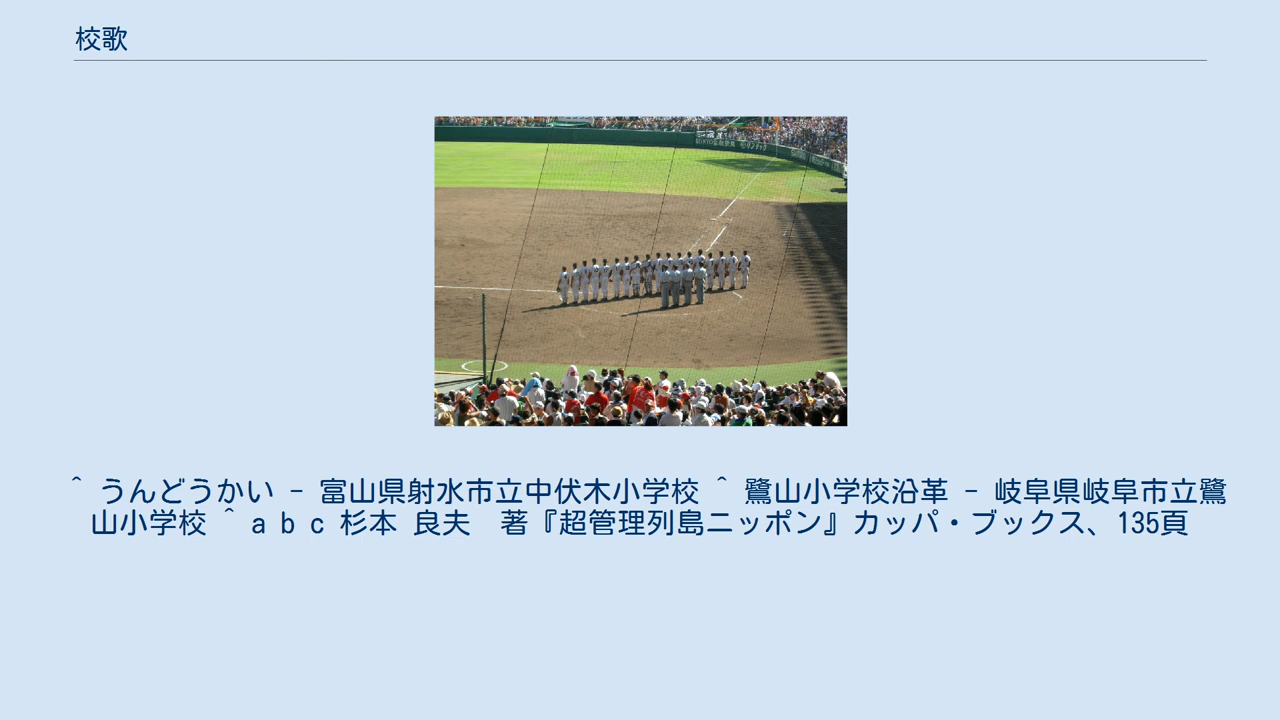 校歌
^ うんどうかい - 富山県射水市立中伏木小学校 ^ 鷺山小学校沿革 - 岐阜県岐阜市立鷺
山小学校 ^ a b c 杉本 良夫　著『超管理列島ニッポン』カッパ・ブックス、135頁